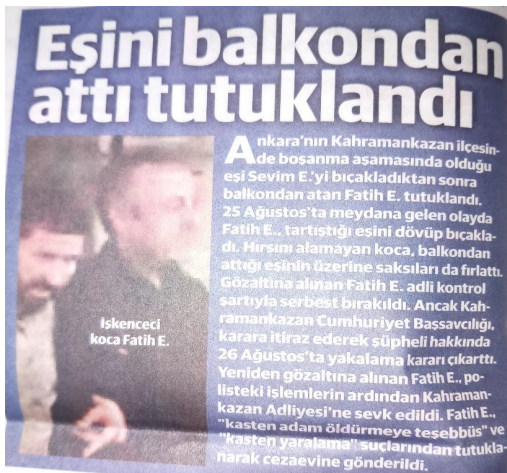 Eşini balkondan
attı tutuklandı
Ankara'nın Kahramankazan ilçesin-
de boşanma aşamasında olduğu
eşi Sevim E.'yi bıçakladıktan sonra
balkondan atan Fatih E. tutuklandı.
25 Ağustos'ta meydana gelen olayda
Fatih E., tartıştığı eşini dövüp bıçakla-
dı. Hırsını alamayan koca, balkondan
attığı eşinin üzerine saksıları da fırlattı.
Gözaltına alınan Fatih E. adli kontrol
şartıyla serbest bırakıldı. Ancak Kah-
ramankazan Cumhuriyet Başsavcılığı,
karara itiraz ederek şüpheli hakkında
26 Ağustos'ta yakalama kararı çıkarttı.
Yeniden gözaltına alınan Fatih E., po-
listeki işlemlerin ardından Kahraman-
kazan Adliyesi'ne sevk edildi. Fatih E.,
"kasten adam öldürmeye teşebbüs" ve
"kasten yaralama" suçlarından tutukla-
narak cezaevine gönderildi.
İşkenceci
koca Fatih E.